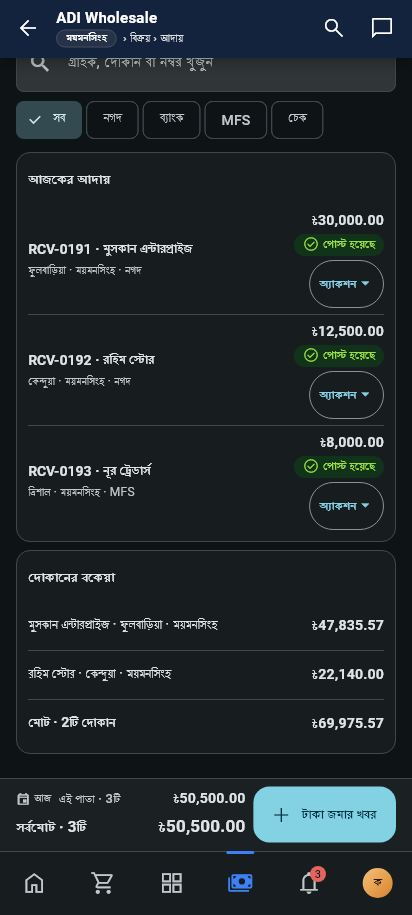 ADI Wholesale
ময়মনসিংহ › বিক্রয় › আদায়
গ্রাহক, দোকান বা নম্বর খুঁজুন
সব
নগদ
ব্যাংক
MFS
চেক
আজকের আদায়
৳30,000.00
RCV-0191 · মুসকান এন্টারপ্রাইজ
পোস্ট হয়েছে
ফুলবাড়িয়া · ময়মনসিংহ · নগদ
অ্যাকশন
৳12,500.00
RCV-0192 · রহিম স্টোর
পোস্ট হয়েছে
কেন্দুয়া · ময়মনসিংহ · নগদ
অ্যাকশন
৳8,000.00
RCV-0193 · নূর ট্রেডার্স
পোস্ট হয়েছে
ত্রিশাল · ময়মনসিংহ · MFS
অ্যাকশন
দোকানের বকেয়া
মুসকান এন্টারপ্রাইজ · ফুলবাড়িয়া · ময়মনসিংহ ৳47,835.57
রহিম স্টোর · কেন্দুয়া · ময়মনসিংহ ৳22,140.00
মোট · 2টি দোকান ৳69,975.57
আজ এই পাতা · 3টি ৳50,500.00
সর্বমোট · 3টি ৳50,500.00
টাকা জমার খবর
3
ক